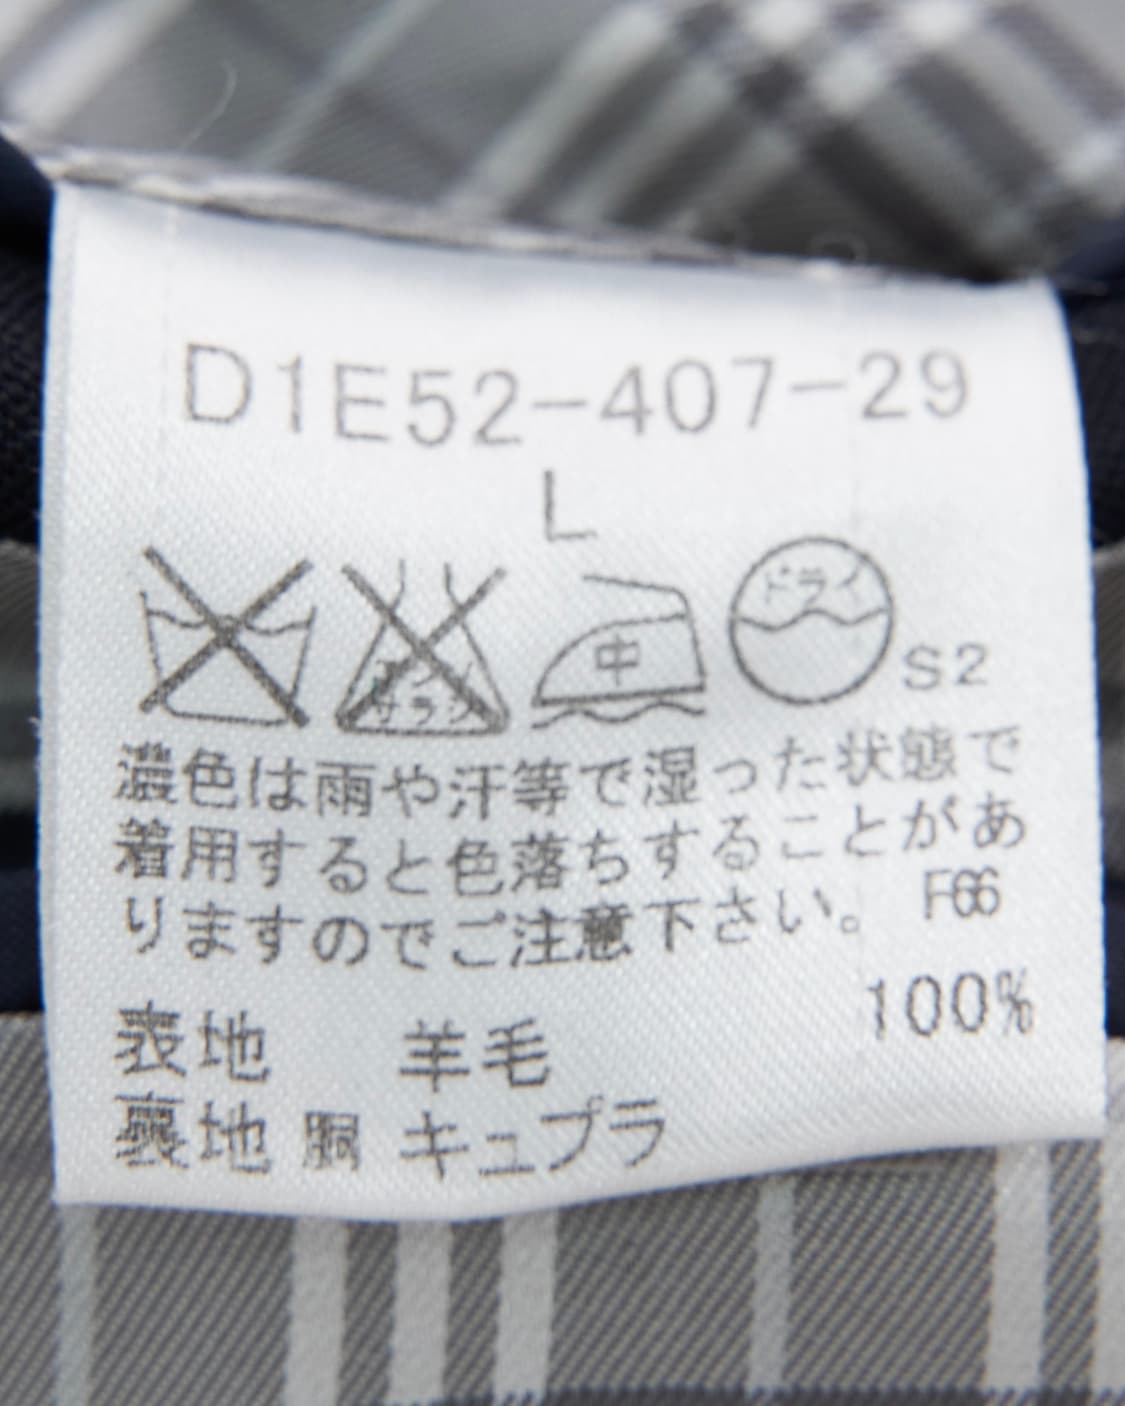 D1E52-407-29
L
中 ドライ S2
濃色は雨や汗等で湿った状態で
着用すると色落ちすることがあ
りますのでご注意下さい。 F66
表地 羊毛 100%
裏地 胴 キュプラ